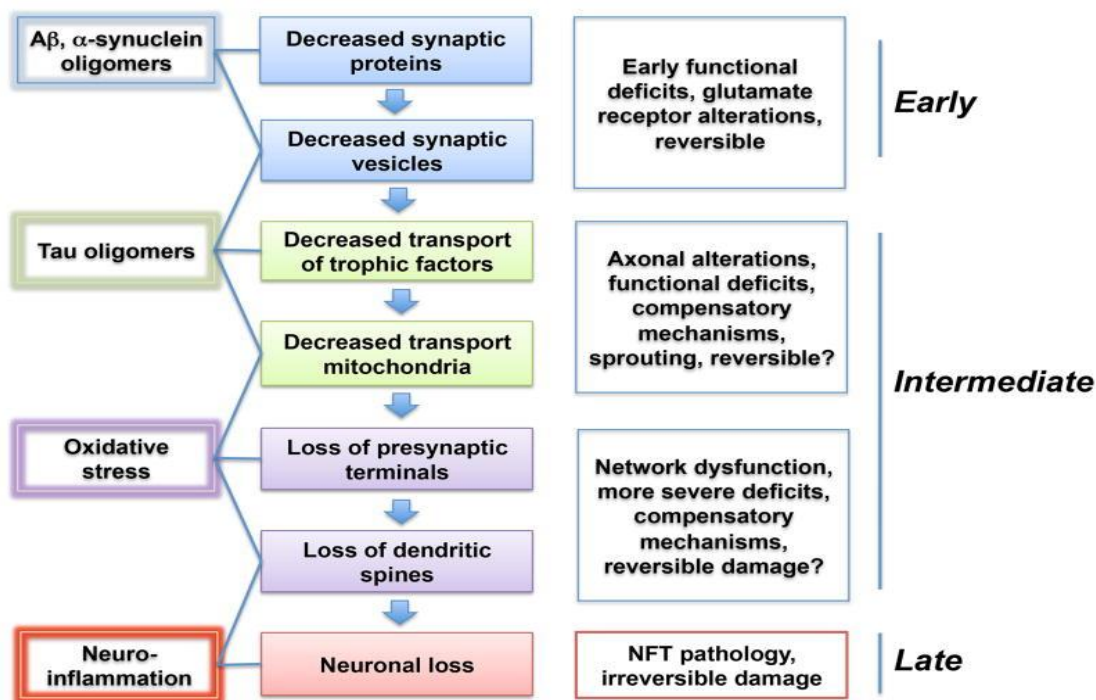 Aβ, α-synuclein
oligomers
Decreased synaptic
proteins
Early functional
deficits, glutamate
receptor alterations,
reversible
Early
Decreased synaptic
vesicles
Tau oligomers
Decreased transport
of trophic factors
Axonal alterations,
functional deficits,
compensatory
mechanisms,
sprouting, reversible?
Intermediate
Decreased transport
mitochondria
Oxidative
stress
Loss of presynaptic
terminals
Network dysfunction,
more severe deficits,
compensatory
mechanisms,
reversible damage?
Loss of dendritic
spines
Neuro-
inflammation
Neuronal loss
NFT pathology,
irreversible damage
Late